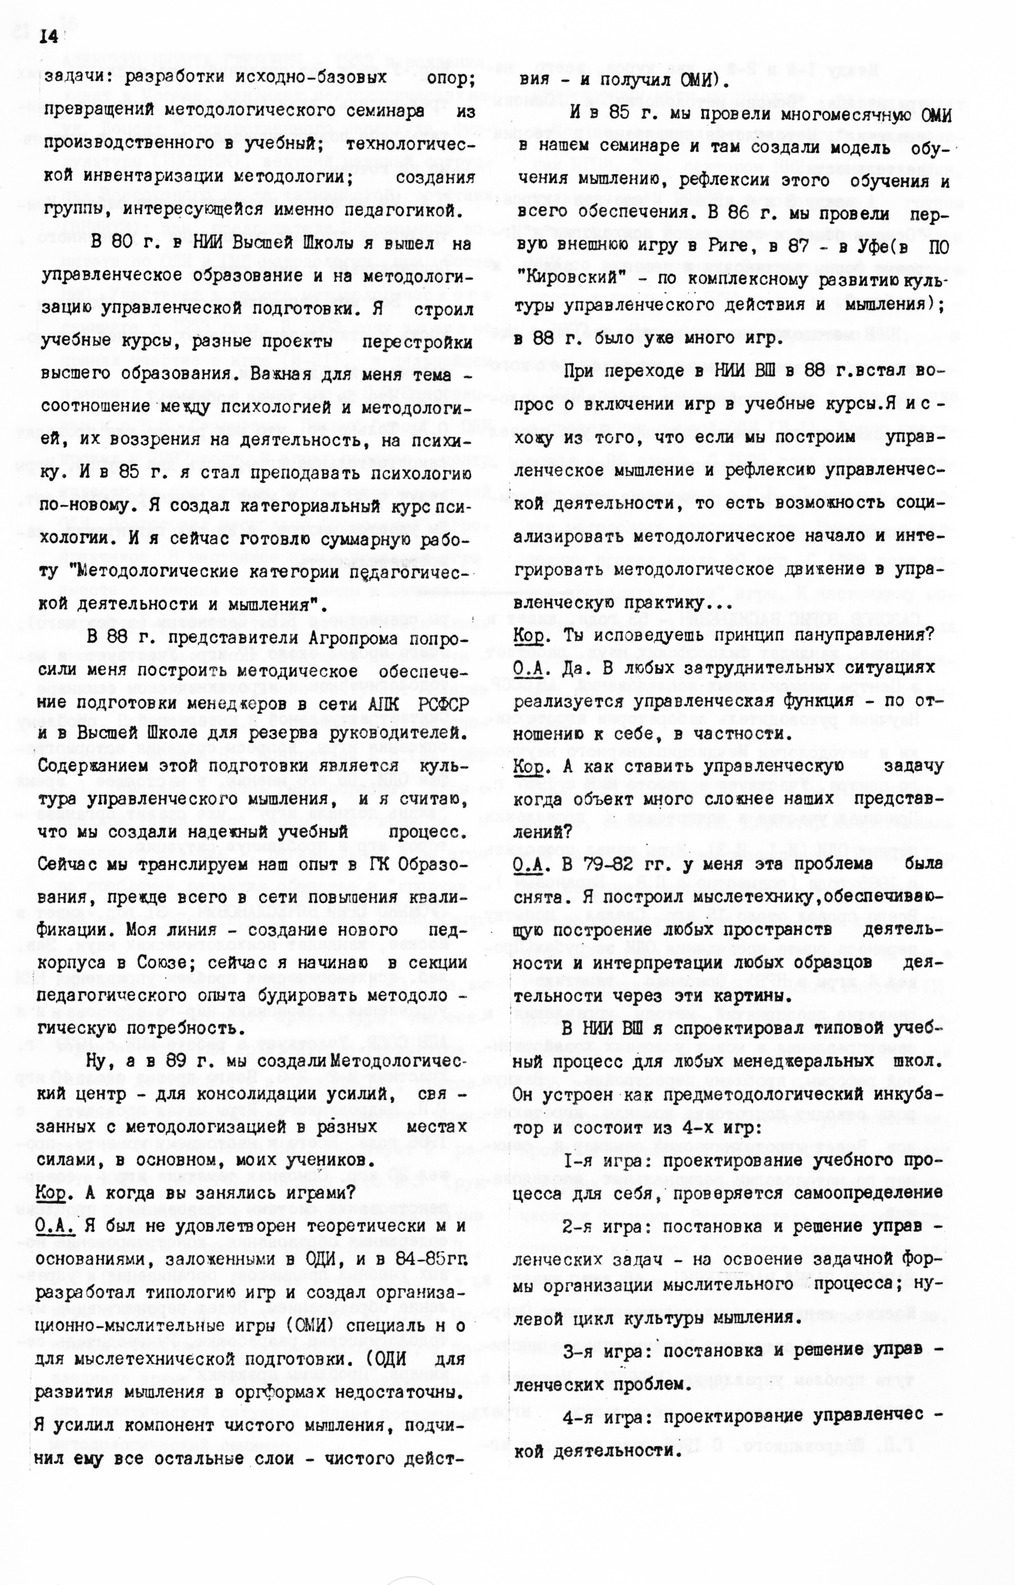 14
задачи: разработки исходно-базовых опор;
превращений методологического семинара из
производственного в учебный; технологичес-
кой инвентаризации методологии; создания
группы, интересующейся именно педагогикой.
В 80 г. в НИИ Высшей Школы я вышел на
управленческое образование и на методологи-
зацию управленческой подготовки. Я строил
учебные курсы, разные проекты перестройки
высшего образования. Важная для меня тема -
соотношение между психологией и методологи-
ей, их воззрения на деятельность, на психи-
ку. И в 85 г. я стал преподавать психологию
по-новому. Я создал категориальный курс пси-
хологии. И я сейчас готовлю суммарную рабо-
ту "Методологические категории педагогичес-
кой деятельности и мышления".
В 88 г. представители Агропрома попро-
сили меня построить методическое обеспече-
ние подготовки менеджеров в сети АПК РСФСР
и в Высшей Школе для резерва руководителей.
Содержанием этой подготовки является куль-
тура управленческого мышления, и я считаю,
что мы создали надежный учебный процесс.
Сейчас мы транслируем наш опыт в ГК Образо-
вания, прежде всего в сети повышения квали-
фикации. Моя линия - создание нового пед-
корпуса в Союзе; сейчас я начинаю в секции
педагогического опыта будировать методоло -
гическую потребность.
Ну, а в 89 г. мы создали Методологичес-
кий центр - для консолидации усилий, свя -
занных с методологизацией в разных местах
силами, в основном, моих учеников.
Кор. А когда вы занялись играми?
О.А. Я был не удовлетворен теоретически м и
основаниями, заложенными в ОДИ, и в 84-85гг.
разработал типологию игр и создал организа-
ционно-мыслительные игры (ОМИ) специаль н о
для мыслетехнической подготовки. (ОДИ для
развития мышления в оргформах недостаточны.
Я усилил компонент чистого мышления, подчи-
нил ему все остальные слои - чистого дейст-
вия - и получил ОМИ).
И в 85 г. мы провели многомесячную ОМИ
в нашем семинаре и там создали модель обу-
чения мышлению, рефлексии этого обучения и
всего обеспечения. В 86 г. мы провели пер-
вую внешнюю игру в Риге, в 87 - в Уфе(в ПО
"Кировский" - по комплексному развитию куль-
туры управленческого действия и мышления);
в 88 г. было уже много игр.
При переходе в НИИ ВШ в 88 г.встал во-
прос о включении игр в учебные курсы.Я и с -
хожу из того, что если мы построим управ-
ленческое мышление и рефлексию управленчес-
кой деятельности, то есть возможность соци-
ализировать методологическое начало и инте-
грировать методологическое движение в упра-
вленческую практику...
Кор. Ты исповедуешь принцип пануправления?
О.А. Да. В любых затруднительных ситуациях
реализуется управленческая функция - по от-
ношению к себе, в частности.
Кор. А как ставить управленческую задачу
когда объект много сложнее наших представ-
лений?
О.А. В 79-82 гг. у меня эта проблема была
снята. Я построил мыслетехнику,обеспечиваю-
щую построение любых пространств деятель-
ности и интерпретации любых образцов дея-
тельности через эти картины.
В НИИ ВШ я спроектировал типовой учеб-
ный процесс для любых менеджеральных школ.
Он устроен как предметодологический инкуба-
тор и состоит из 4-х игр:
1-я игра: проектирование учебного про-
цесса для себя, проверяется самоопределение
2-я игра: постановка и решение управ -
ленческих задач - на освоение задачной фор-
мы организации мыслительного процесса; ну-
левой цикл культуры мышления.
3-я игра: постановка и решение управ -
ленческих проблем.
4-я игра: проектирование управленчес -
кой деятельности.